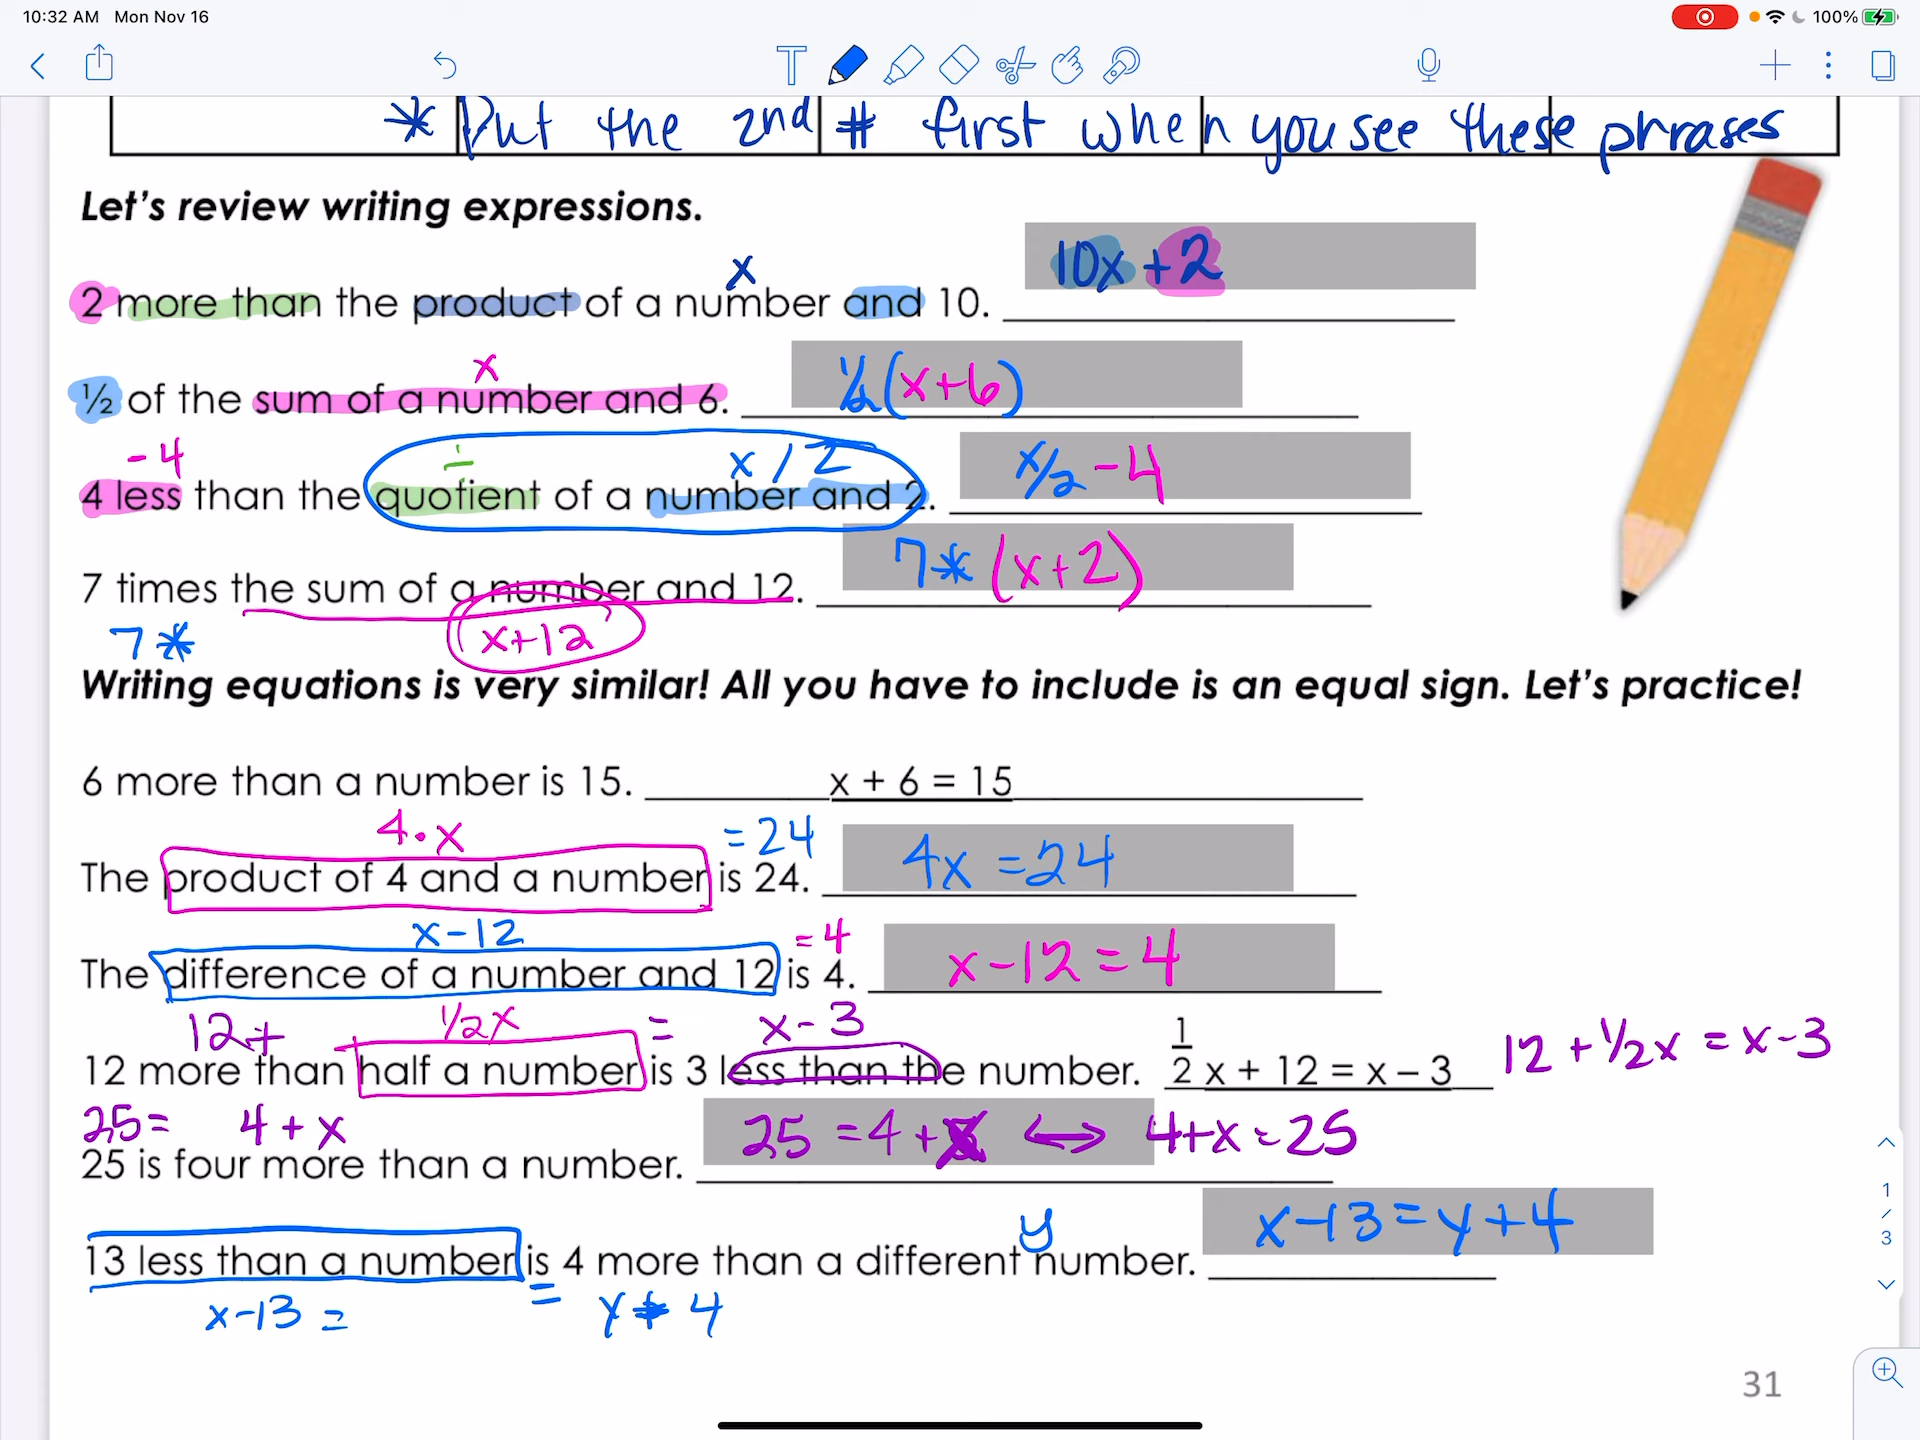 10:32 AM Mon Nov 16 100%
* Put the 2nd # first when you see these phrases
Let's review writing expressions.
x
2 more than the product of a number and 10. 10x + 2
x
½ of the sum of a number and 6. ½(x+6)
-4 ÷ x / 2
4 less than the quotient of a number and 2. x/2 - 4
7 times the sum of a number and 12. 7* (x+2)
7* x+12
Writing equations is very similar! All you have to include is an equal sign. Let's practice!
6 more than a number is 15. x + 6 = 15
4·x = 24
The product of 4 and a number is 24. 4x = 24
x-12 = 4
The difference of a number and 12 is 4. x-12 = 4
12+ ½x = x-3
12 more than half a number is 3 less than the number. 1/2 x + 12 = x – 3 12 + ½x = x-3
25= 4+x
25 is four more than a number. 25 = 4+x ↔ 4+x=25
y
13 less than a number is 4 more than a different number. x-13 = y+4
x-13 = = y + 4
1/3
31